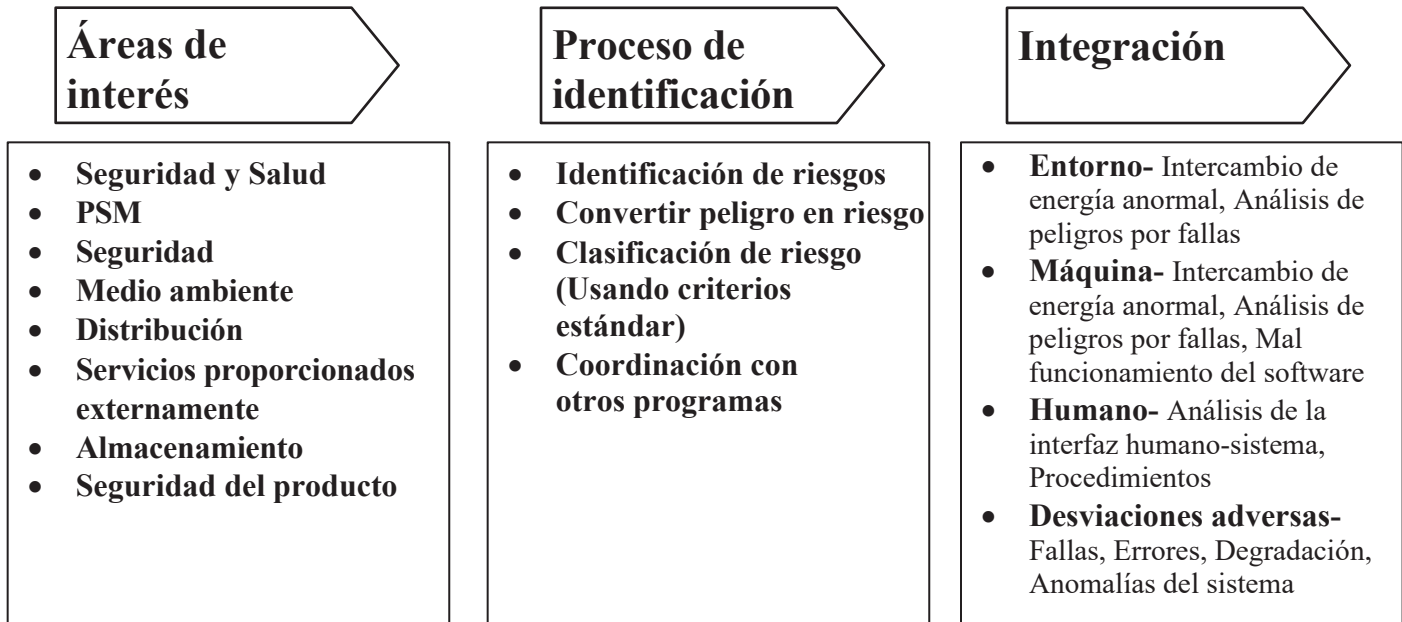 Áreas de
interés
• Seguridad y Salud
• PSM
• Seguridad
• Medio ambiente
• Distribución
• Servicios proporcionados
externamente
• Almacenamiento
• Seguridad del producto
Proceso de
identificación
• Identificación de riesgos
• Convertir peligro en riesgo
• Clasificación de riesgo
(Usando criterios
estándar)
• Coordinación con
otros programas
Integración
• Entorno- Intercambio de
energía anormal, Análisis de
peligros por fallas
• Máquina- Intercambio de
energía anormal, Análisis de
peligros por fallas, Mal
funcionamiento del software
• Humano- Análisis de la
interfaz humano-sistema,
Procedimientos
• Desviaciones adversas-
Fallas, Errores, Degradación,
Anomalías del sistema